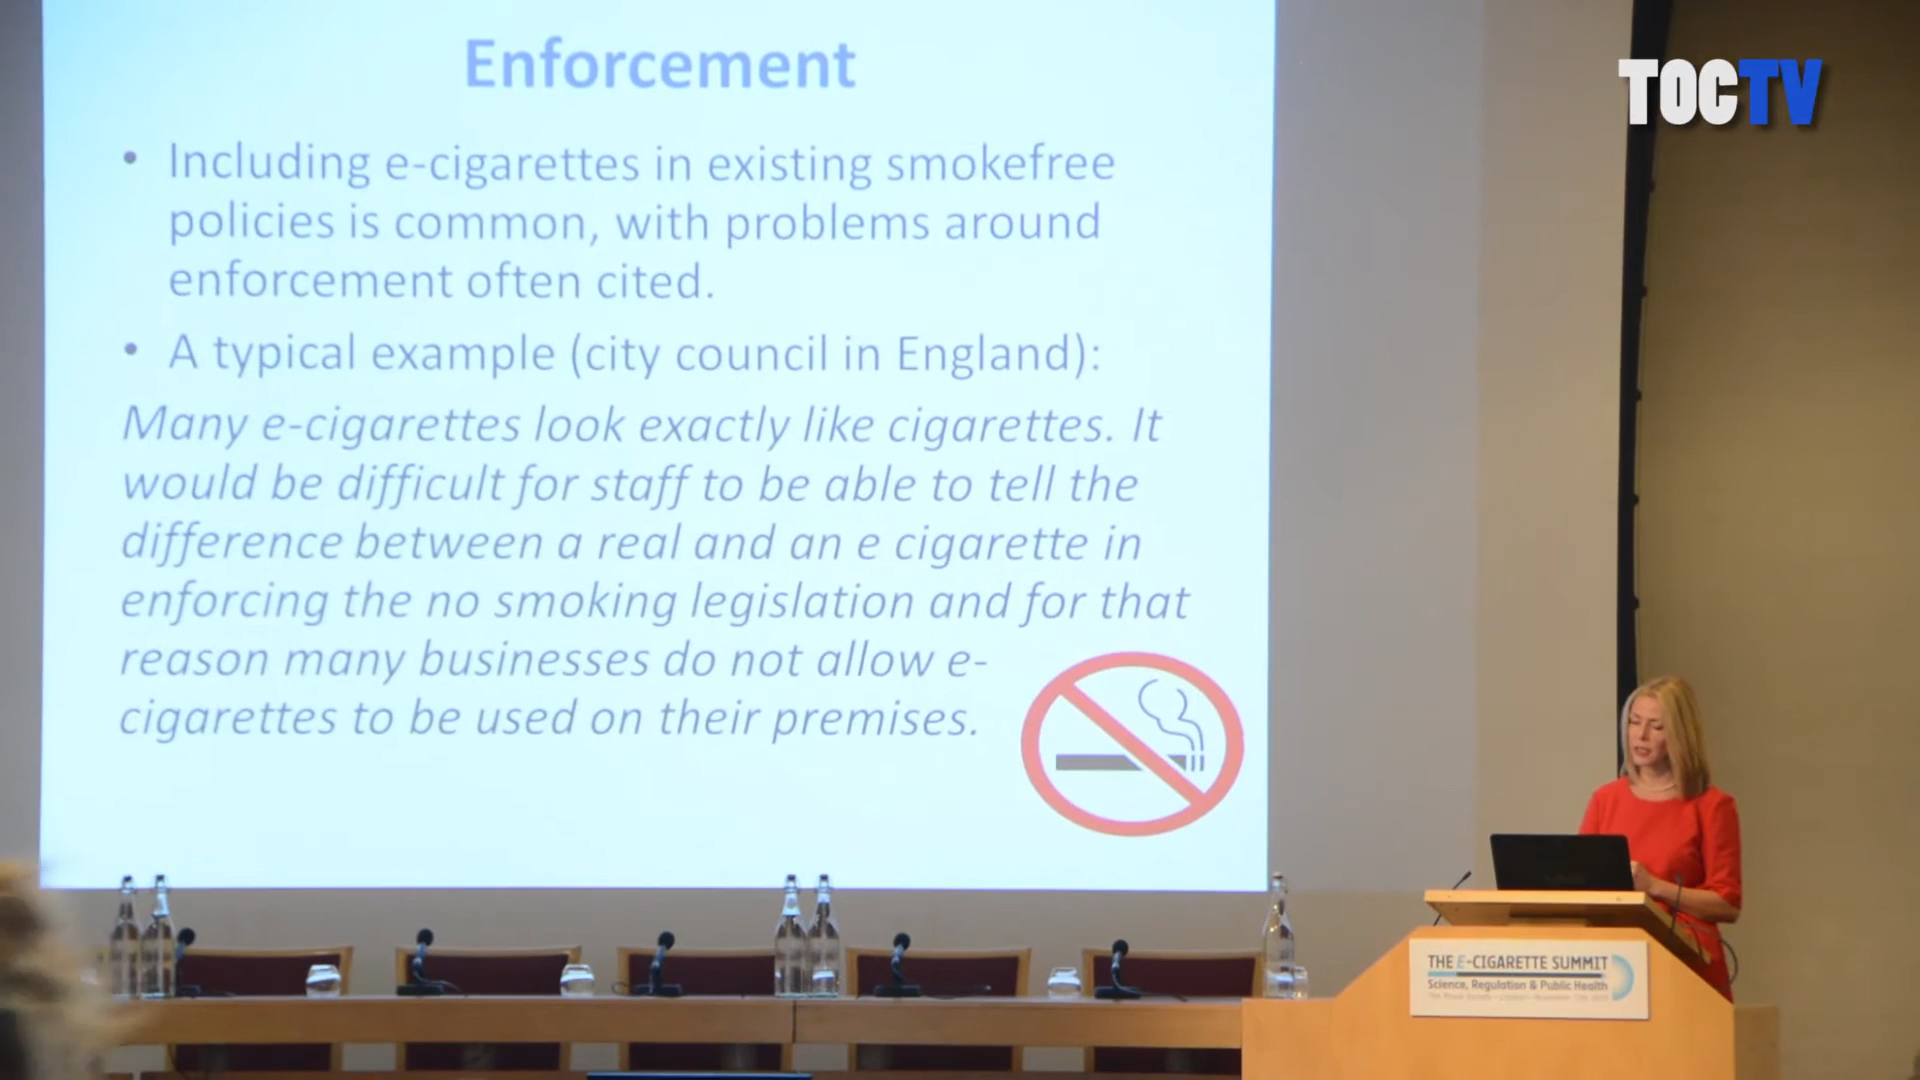 Enforcement
• Including e-cigarettes in existing smokefree
policies is common, with problems around
enforcement often cited.
• A typical example (city council in England):
Many e-cigarettes look exactly like cigarettes. It
would be difficult for staff to be able to tell the
difference between a real and an e cigarette in
enforcing the no smoking legislation and for that
reason many businesses do not allow e-
cigarettes to be used on their premises.
TOCTV
THE E-CIGARETTE SUMMIT
Science, Regulation & Public Health